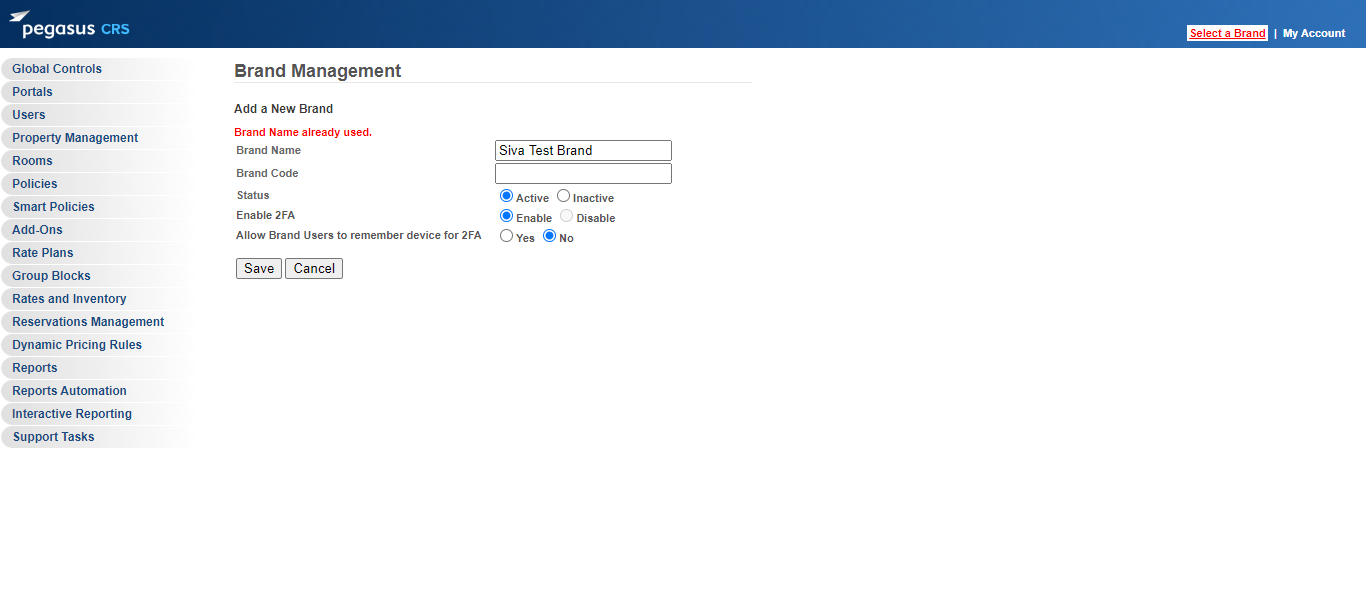 pegasus CRS
Select a Brand | My Account
Global Controls
Portals
Users
Property Management
Rooms
Policies
Smart Policies
Add-Ons
Rate Plans
Group Blocks
Rates and Inventory
Reservations Management
Dynamic Pricing Rules
Reports
Reports Automation
Interactive Reporting
Support Tasks
Brand Management
Add a New Brand
Brand Name already used.
Brand Name Siva Test Brand
Brand Code
Status Active Inactive
Enable 2FA Enable Disable
Allow Brand Users to remember device for 2FA Yes No
Save Cancel